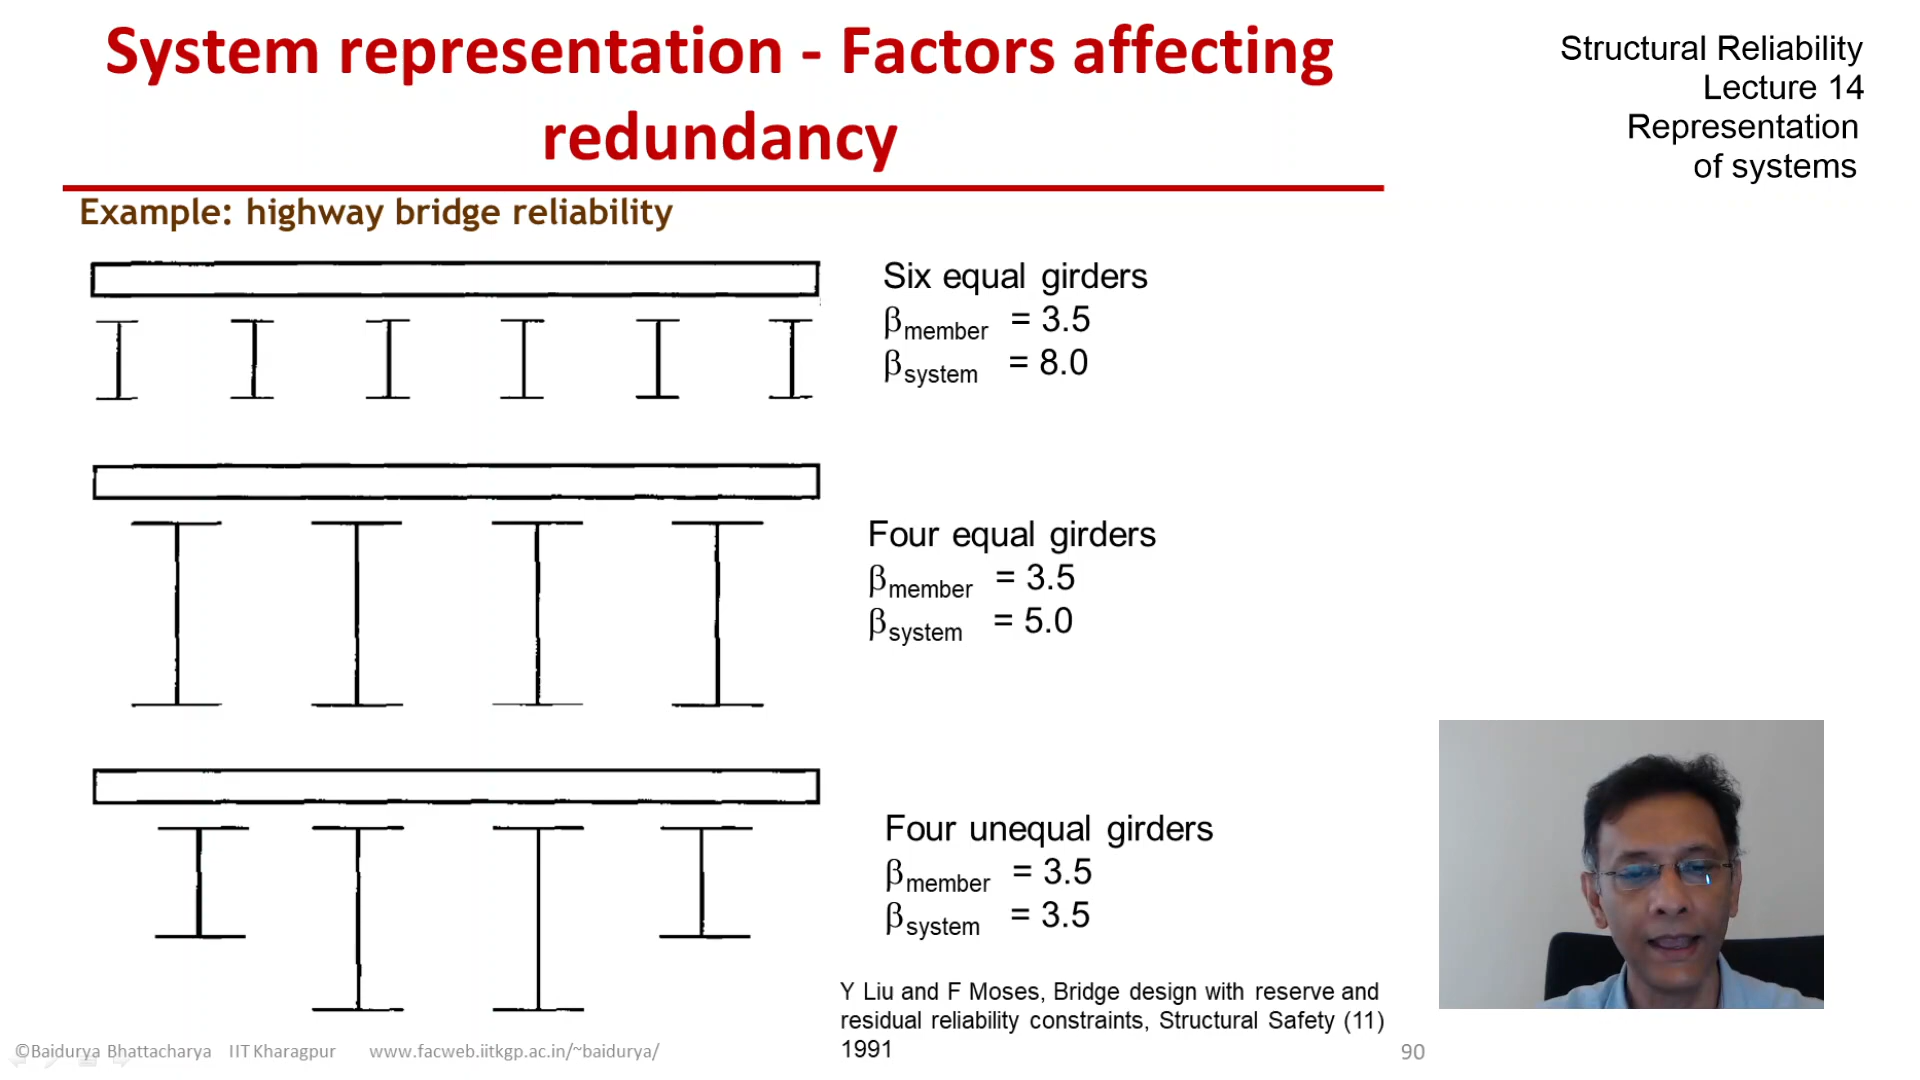 System representation - Factors affecting
redundancy
Structural Reliability
Lecture 14
Representation
of systems
Example: highway bridge reliability
Six equal girders
βmember = 3.5
βsystem = 8.0
Four equal girders
βmember = 3.5
βsystem = 5.0
Four unequal girders
βmember = 3.5
βsystem = 3.5
Y Liu and F Moses, Bridge design with reserve and
residual reliability constraints, Structural Safety (11)
1991
©Baidurya Bhattacharya IIT Kharagpur www.facweb.iitkgp.ac.in/~baidurya/
90